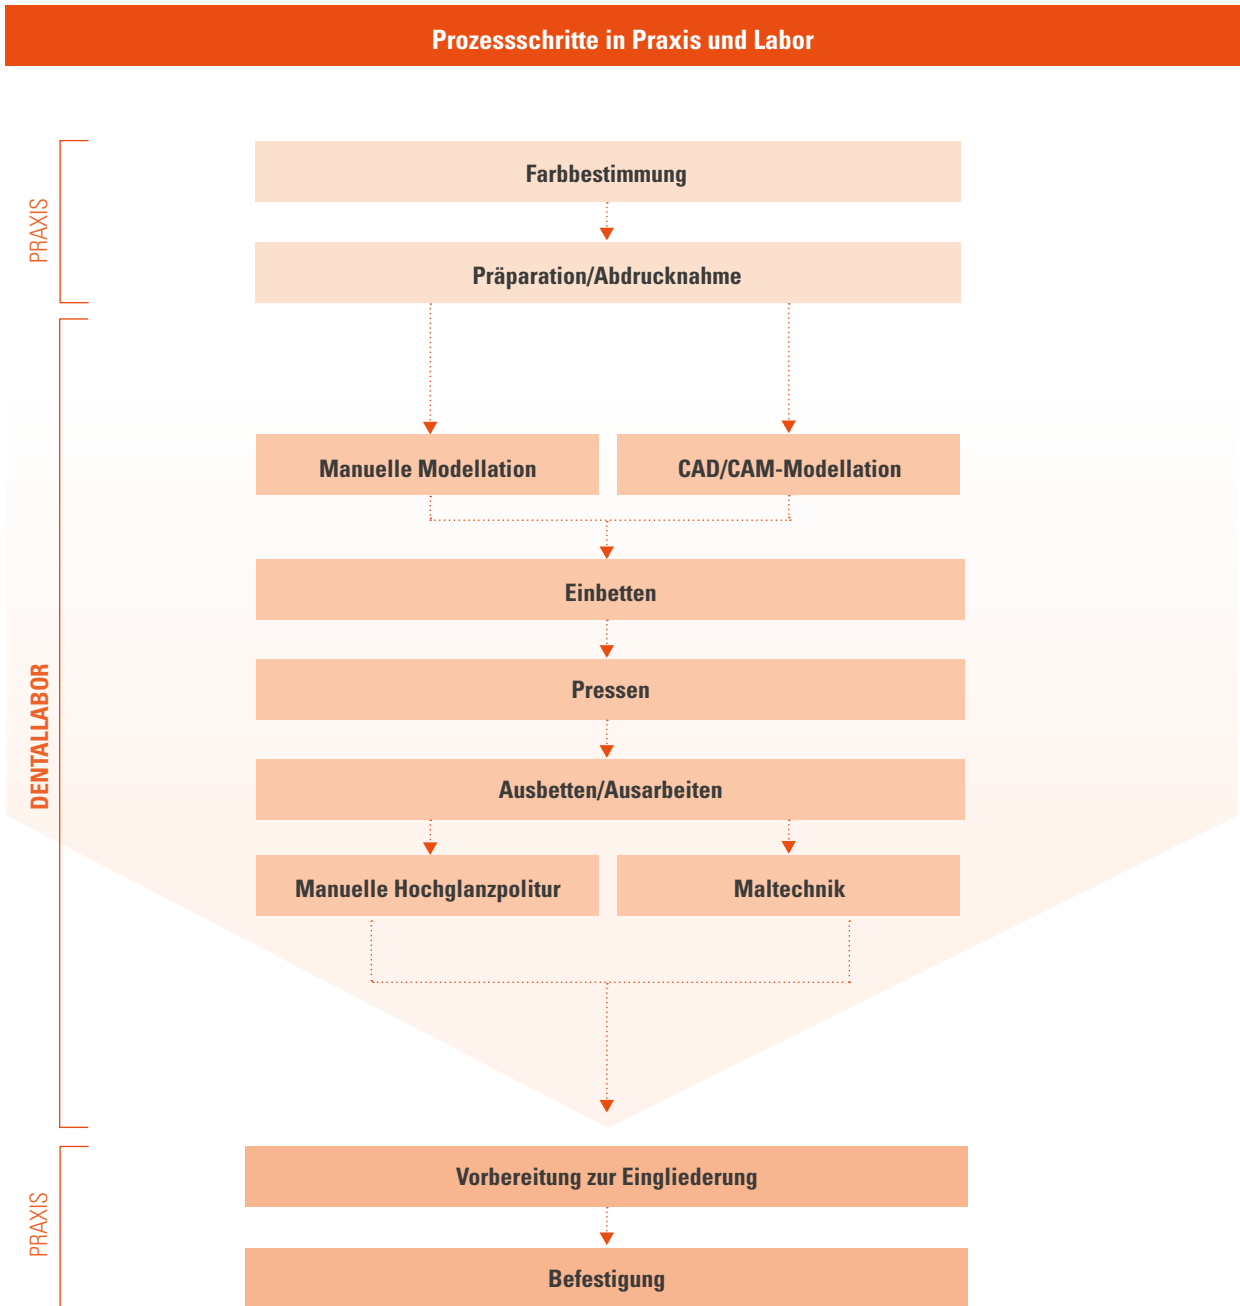 Prozessschritte in Praxis und Labor
PRAXIS
Farbbestimmung
Präparation/Abdrucknahme
DENTALLABOR
Manuelle Modellation
CAD/CAM-Modellation
Einbetten
Pressen
Ausbetten/Ausarbeiten
Manuelle Hochglanzpolitur
Maltechnik
PRAXIS
Vorbereitung zur Eingliederung
Befestigung